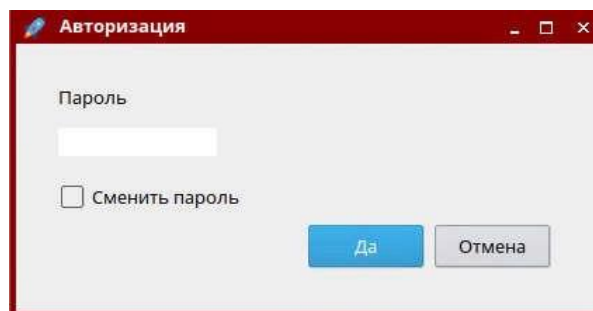 Авторизация
Пароль
Сменить пароль
Да
Отмена